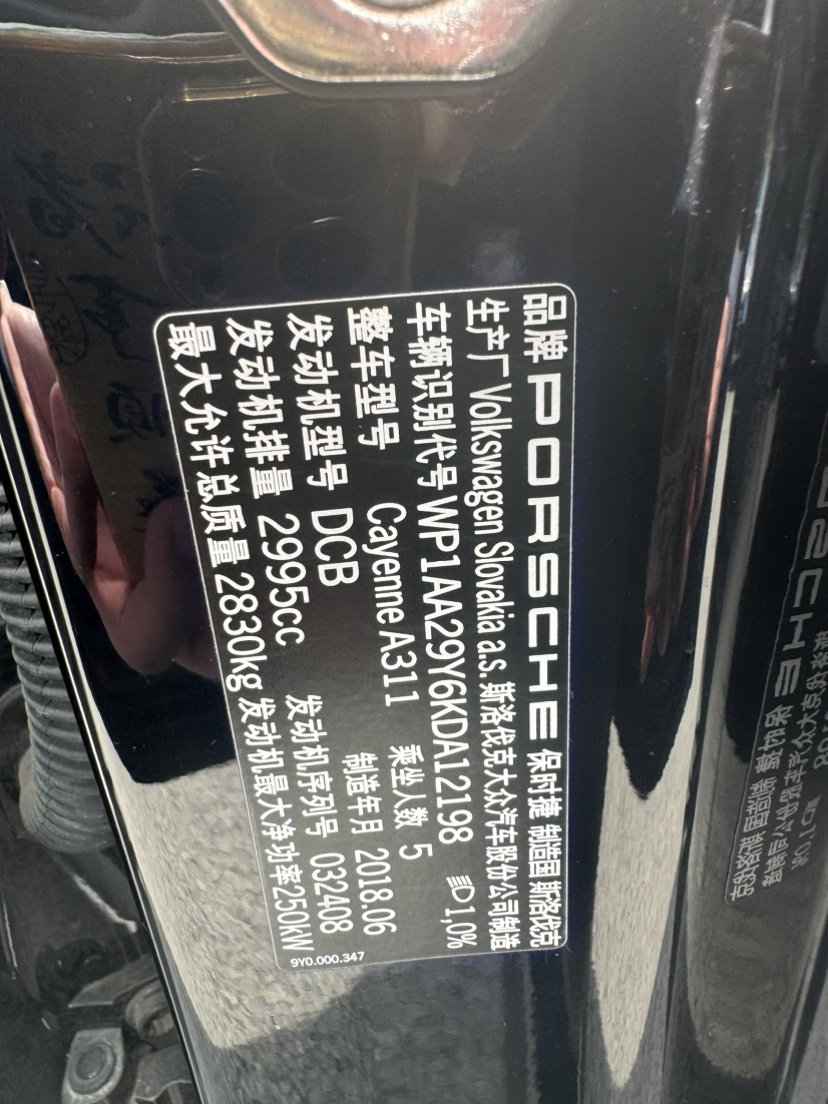 品牌 PORSCHE 保时捷 制造国 斯洛伐克
生产厂 Volkswagen Slovakia a.s. 斯洛伐克大众汽车股份公司制造
车辆识别代号 WP1AA29Y6KDA12198 1,0%
整车型号 Cayenne A311 乘坐人数 5
发动机型号 DCB 制造年月 2018.06
发动机排量 2995cc 发动机序列号 032408
最大允许总质量 2830kg 发动机最大净功率250kW
9Y0.000.347